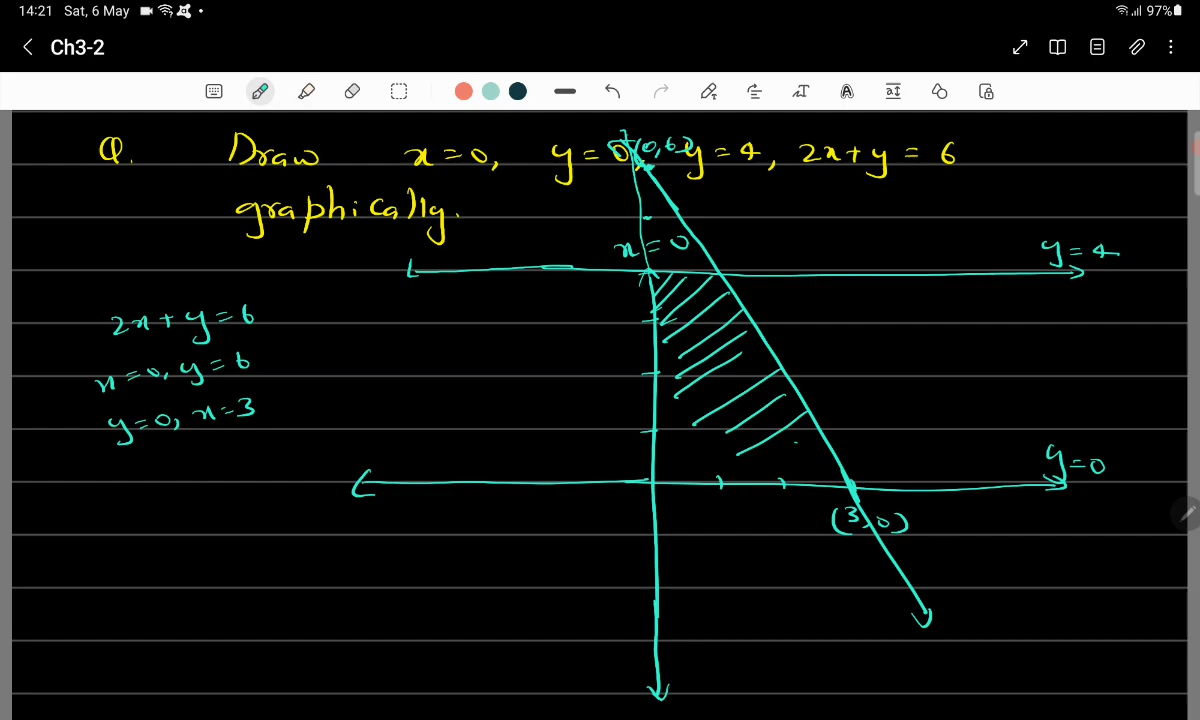 14:21 Sat, 6 May 97%
Ch3-2
Q. Draw x = 0, y = 0, y = 4, 2x + y = 6
graphically.
(0, 6)
x = 0
y = 4
2x + y = 6
x = 0, y = 6
y = 0, x = 3
y = 0
(3, 0)